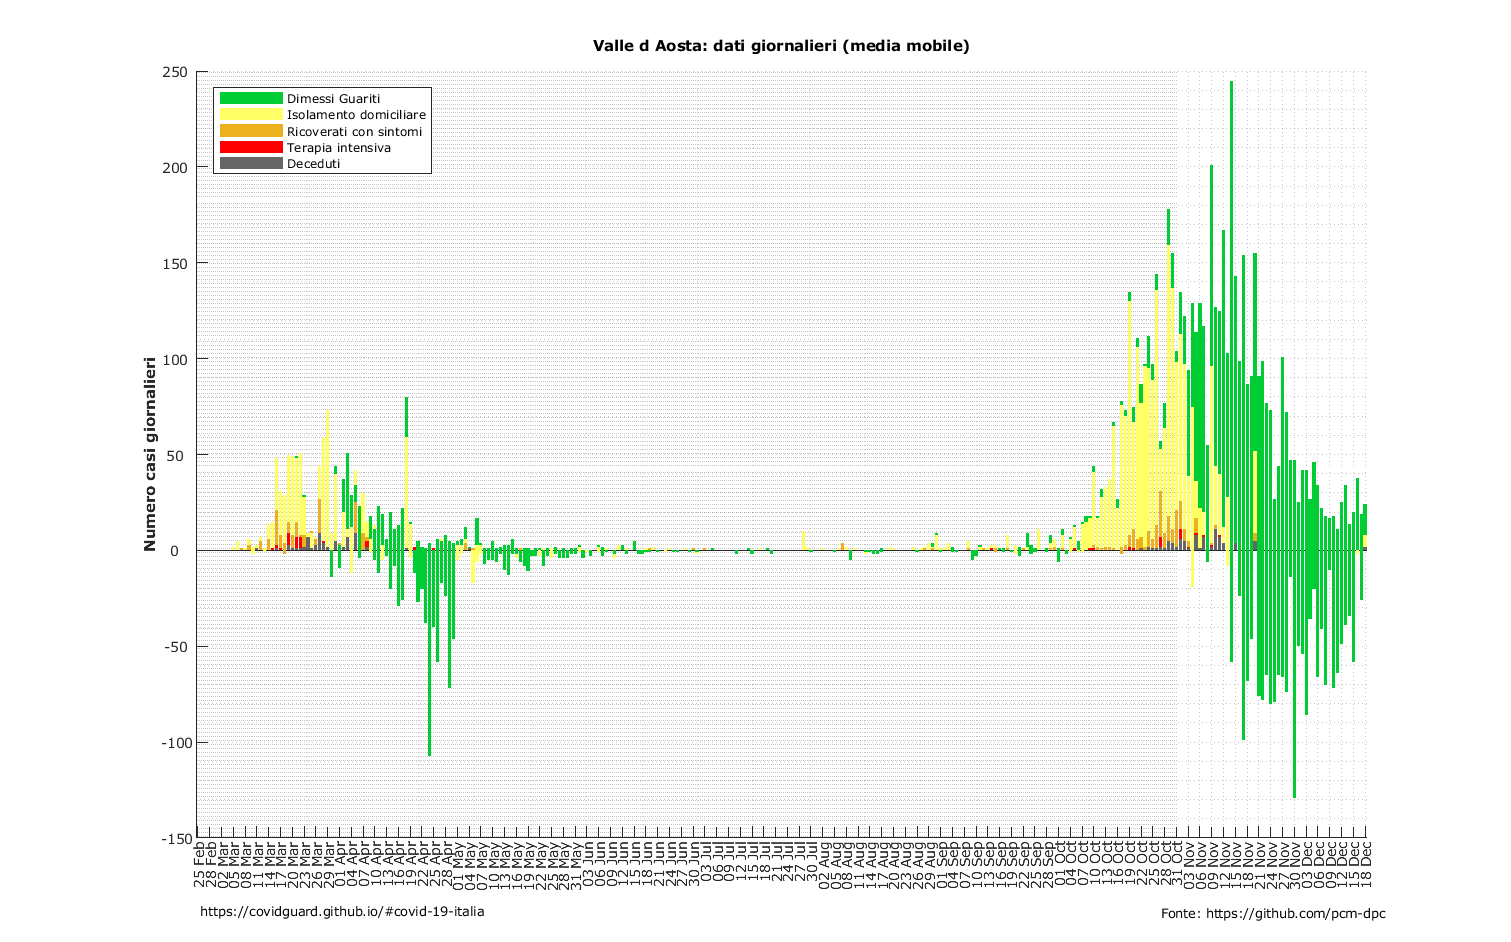 Valle d Aosta: dati giornalieri (media mobile)
Dimessi Guariti
Isolamento domiciliare
Ricoverati con sintomi
Terapia intensiva
Deceduti
Numero casi giornalieri
250
200
150
100
50
0
-50
-100
-150
25 Feb
28 Feb
02 Mar
05 Mar
08 Mar
11 Mar
14 Mar
17 Mar
20 Mar
23 Mar
26 Mar
29 Mar
01 Apr
04 Apr
07 Apr
10 Apr
13 Apr
16 Apr
19 Apr
22 Apr
25 Apr
28 Apr
01 May
04 May
07 May
10 May
13 May
16 May
19 May
22 May
25 May
28 May
31 May
03 Jun
06 Jun
09 Jun
12 Jun
15 Jun
18 Jun
21 Jun
24 Jun
27 Jun
30 Jun
03 Jul
06 Jul
09 Jul
12 Jul
15 Jul
18 Jul
21 Jul
24 Jul
27 Jul
30 Jul
02 Aug
05 Aug
08 Aug
11 Aug
14 Aug
17 Aug
20 Aug
23 Aug
26 Aug
29 Aug
01 Sep
04 Sep
07 Sep
10 Sep
13 Sep
16 Sep
19 Sep
22 Sep
25 Sep
28 Sep
01 Oct
04 Oct
07 Oct
10 Oct
13 Oct
16 Oct
19 Oct
22 Oct
25 Oct
28 Oct
31 Oct
03 Nov
06 Nov
09 Nov
12 Nov
15 Nov
18 Nov
21 Nov
24 Nov
27 Nov
30 Nov
03 Dec
06 Dec
09 Dec
12 Dec
15 Dec
18 Dec
https://covidguard.github.io/#covid-19-italia
Fonte: https://github.com/pcm-dpc